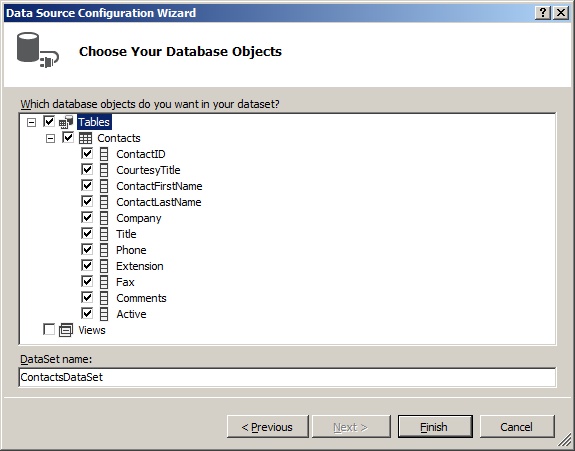 Data Source Configuration Wizard
Choose Your Database Objects
Which database objects do you want in your dataset?
Tables
Contacts
ContactID
CourtesyTitle
ContactFirstName
ContactLastName
Company
Title
Phone
Extension
Fax
Comments
Active
Views
DataSet name:
ContactsDataSet
< Previous Next > Finish Cancel